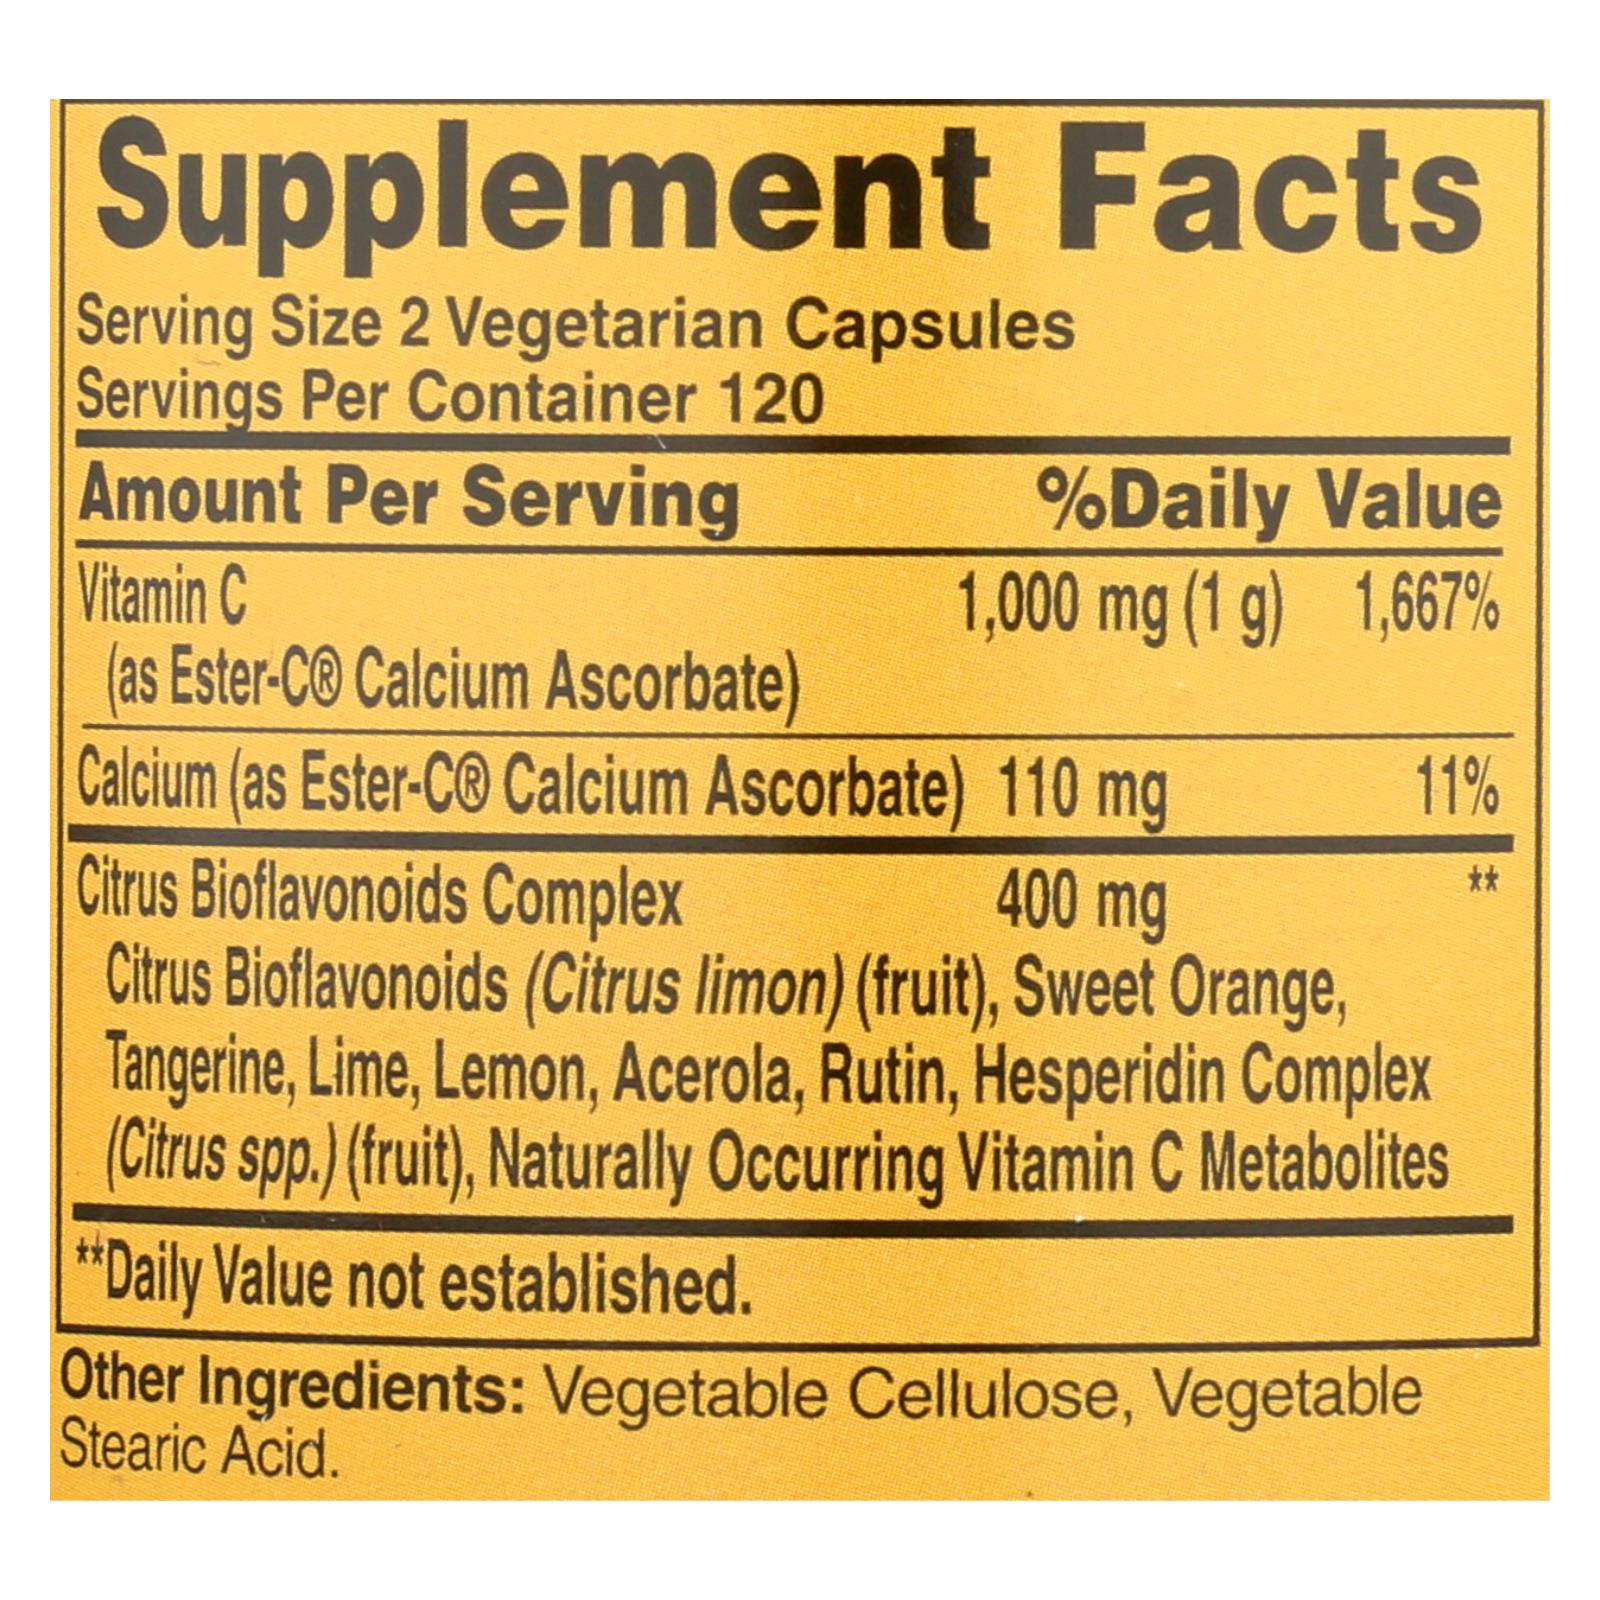 Supplement Facts
Serving Size 2 Vegetarian Capsules
Servings Per Container 120
Amount Per Serving %Daily Value
Vitamin C 1,000 mg (1 g) 1,667%
(as Ester-C® Calcium Ascorbate)
Calcium (as Ester-C® Calcium Ascorbate) 110 mg 11%
Citrus Bioflavonoids Complex 400 mg **
Citrus Bioflavonoids (Citrus limon) (fruit), Sweet Orange,
Tangerine, Lime, Lemon, Acerola, Rutin, Hesperidin Complex
(Citrus spp.) (fruit), Naturally Occurring Vitamin C Metabolites
**Daily Value not established.
Other Ingredients: Vegetable Cellulose, Vegetable
Stearic Acid.